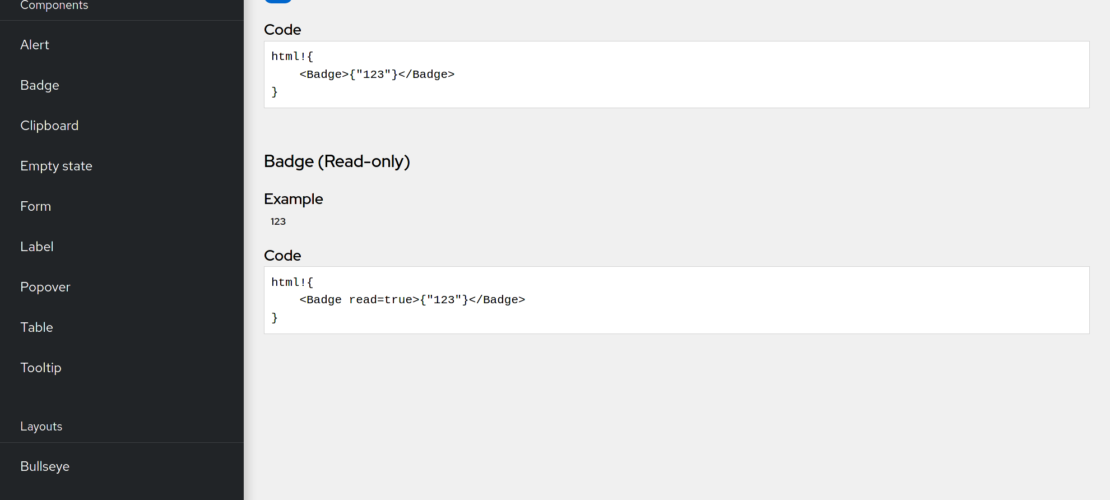 Components
Alert
Badge
Clipboard
Empty state
Form
Label
Popover
Table
Tooltip
Layouts
Bullseye
Code
html!{
    <Badge>{"123"}</Badge>
}
Badge (Read-only)
Example
123
Code
html!{
    <Badge read=true>{"123"}</Badge>
}